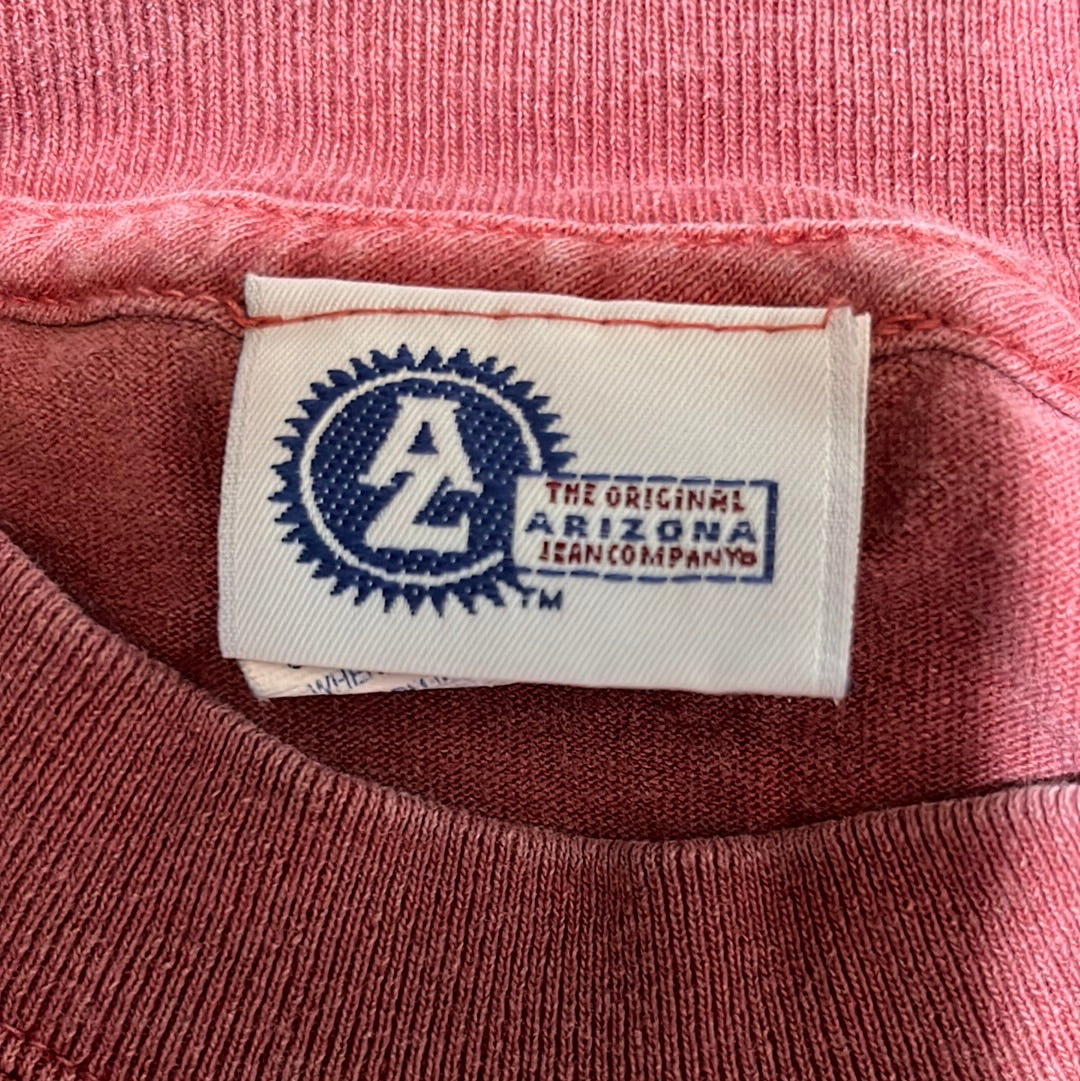 AZ
THE ORIGINAL
ARIZONA
JEAN COMPANY®
TM